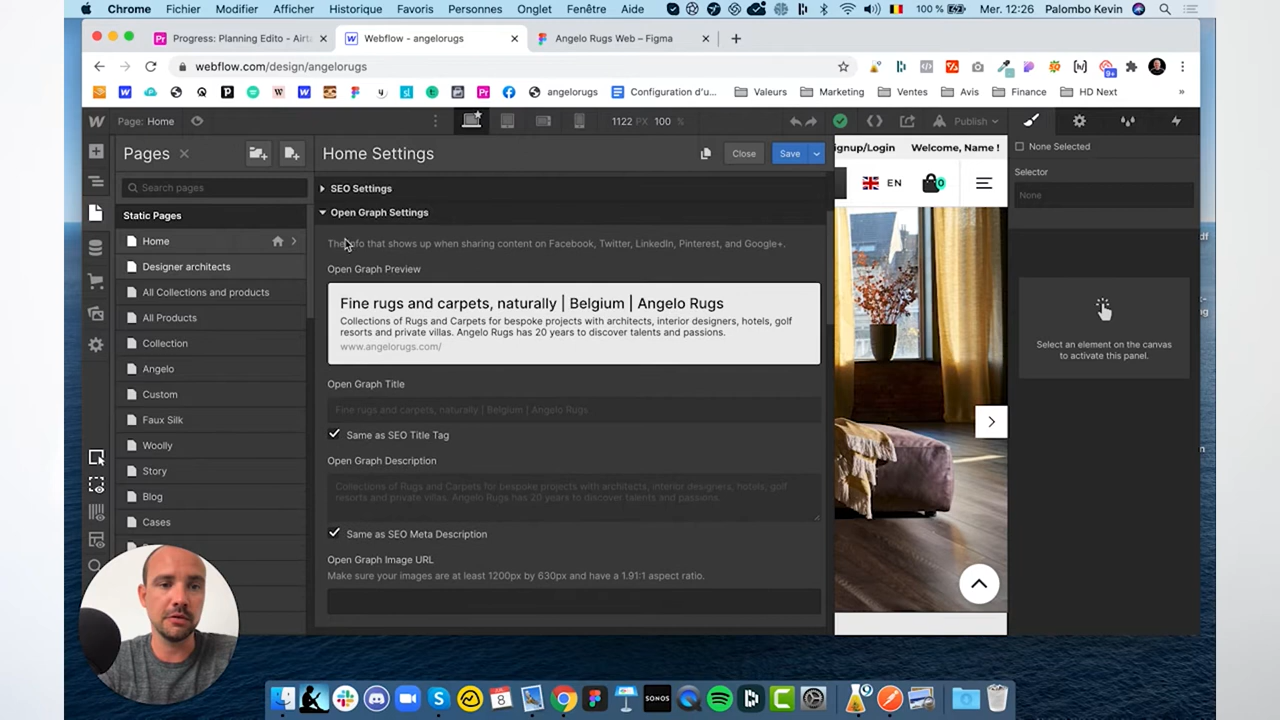 Chrome Fichier Modifier Afficher Historique Favoris Personnes Onglet Fenêtre Aide 100 % Mer. 12:26 Palombo Kevin
Progress: Planning Edito - Airta
Webflow - angelorugs
Angelo Rugs Web – Figma
webflow.com/design/angelorugs
angelorugs
Configuration d'u...
Valeurs
Marketing
Ventes
Avis
Finance
HD Next
Page: Home
1122 PX 100 %
Publish
Pages
Home Settings
Close
Save
Search pages
Static Pages
Home
Designer architects
All Collections and products
All Products
Collection
Angelo
Custom
Faux Silk
Woolly
Story
Blog
Cases
SEO Settings
Open Graph Settings
The info that shows up when sharing content on Facebook, Twitter, LinkedIn, Pinterest, and Google+.
Open Graph Preview
Fine rugs and carpets, naturally | Belgium | Angelo Rugs
Collections of Rugs and Carpets for bespoke projects with architects, interior designers, hotels, golf
resorts and private villas. Angelo Rugs has 20 years to discover talents and passions.
www.angelorugs.com/
Open Graph Title
Fine rugs and carpets, naturally | Belgium | Angelo Rugs
Same as SEO Title Tag
Open Graph Description
Collections of Rugs and Carpets for bespoke projects with architects, interior designers, hotels, golf
resorts and private villas. Angelo Rugs has 20 years to discover talents and passions.
Same as SEO Meta Description
Open Graph Image URL
Make sure your images are at least 1200px by 630px and have a 1.91:1 aspect ratio.
ignup/Login
Welcome, Name !
EN
0
None Selected
Selector
None
Select an element on the canvas
to activate this panel.
SONOS